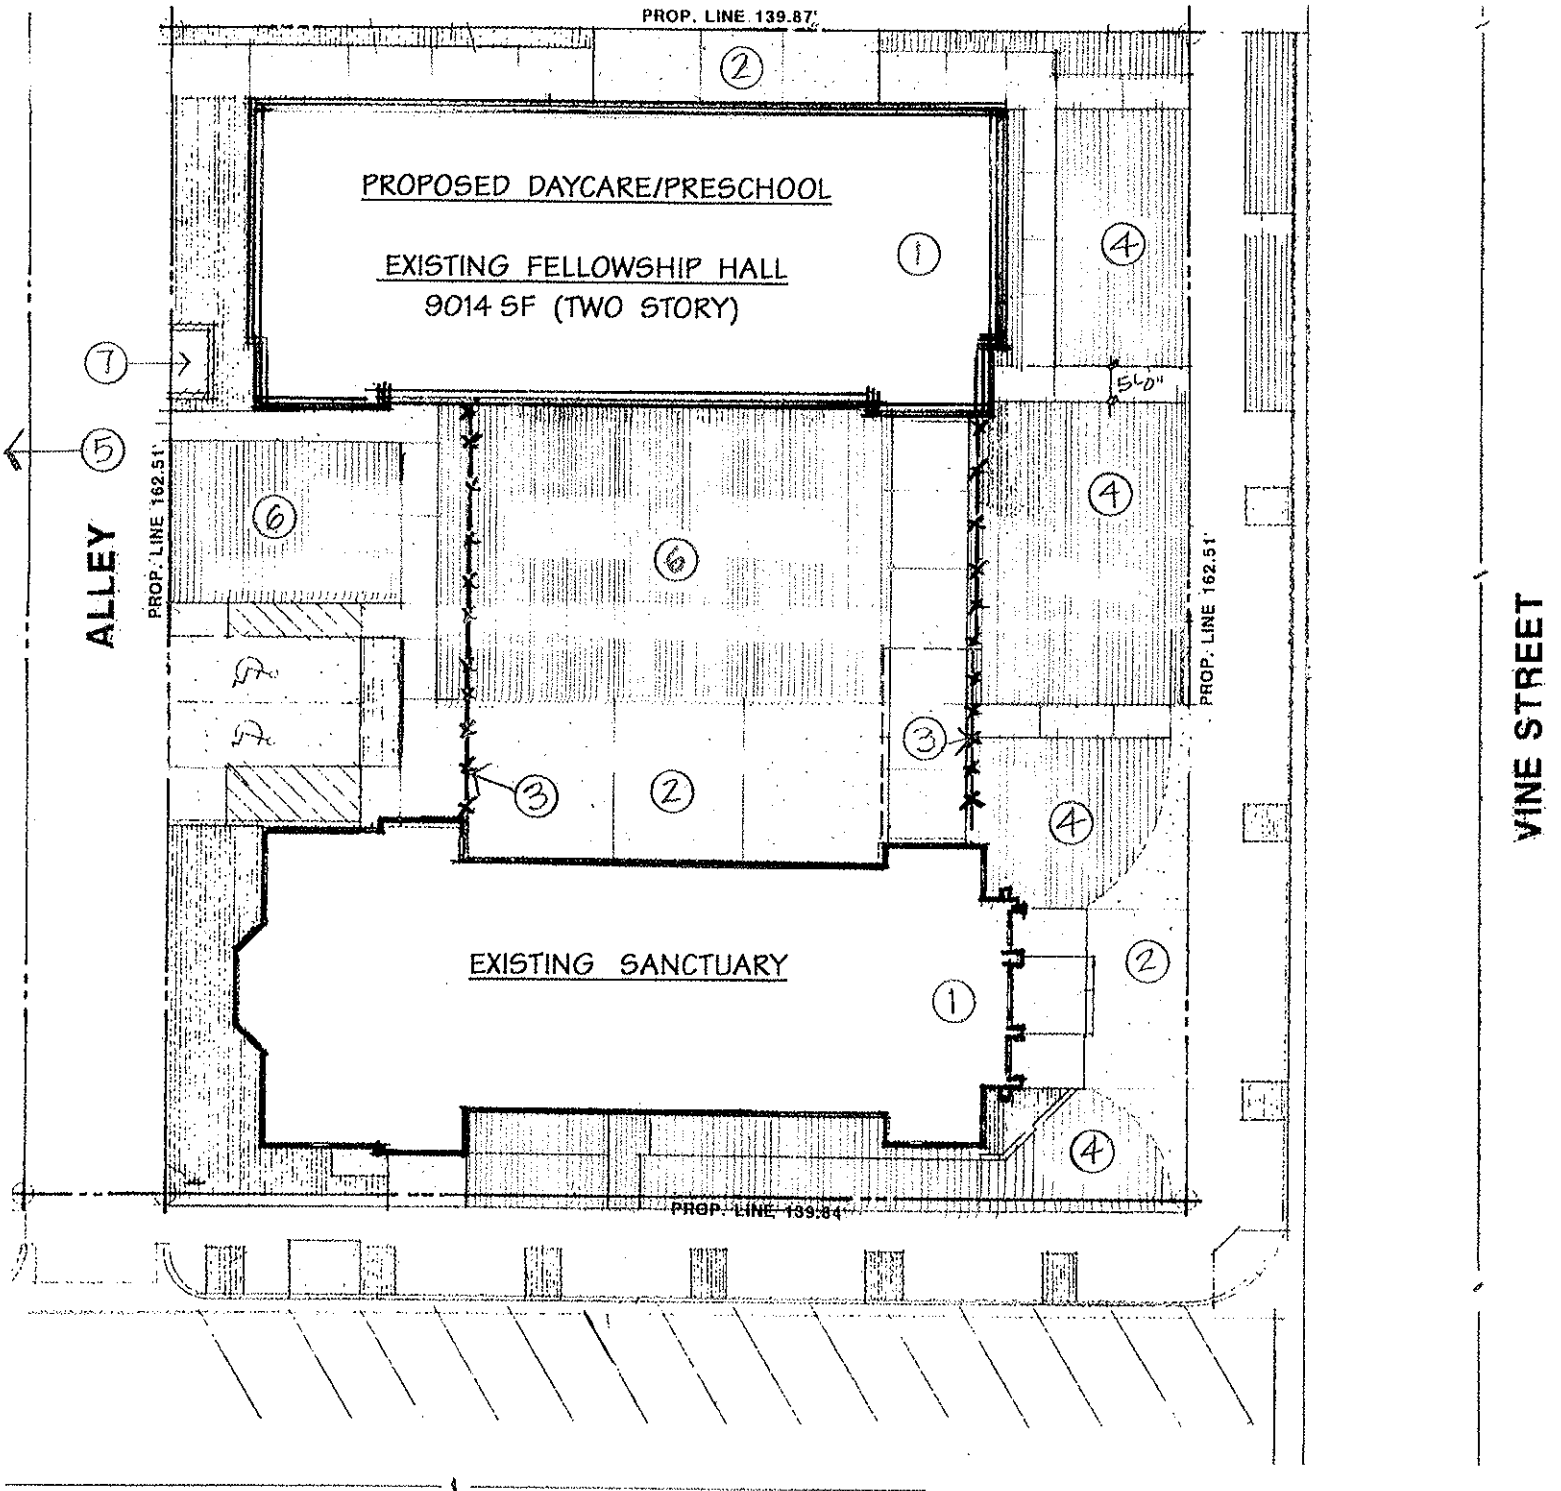 PROP. LINE 139.87'
2
PROPOSED DAYCARE/PRESCHOOL
1
4
EXISTING FELLOWSHIP HALL
9014 SF (TWO STORY)
7
5'-0"
5
PROP. LINE 162.51'
ALLEY
6
6
4
PROP. LINE 162.51'
VINE STREET
3
3
2
4
EXISTING SANCTUARY
2
1
4
PROP. LINE 139.84'